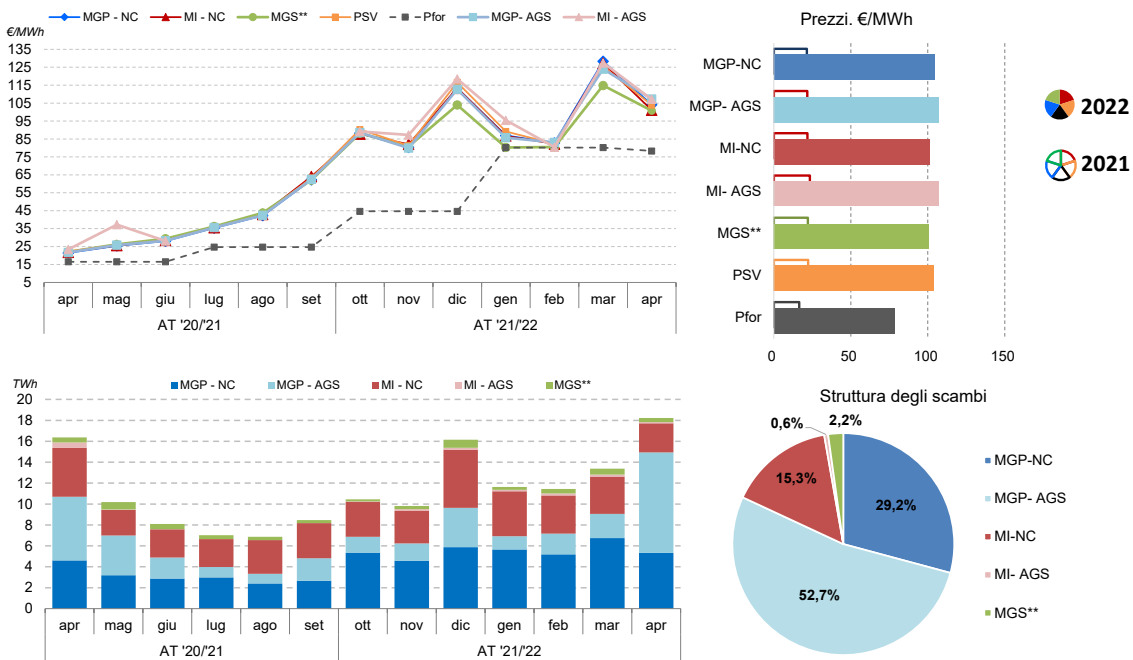 MGP - NC MI - NC MGS** PSV Pfor MGP- AGS MI - AGS
€/MWh
135
125
115
105
95
85
75
65
55
45
35
25
15
5
apr mag giu lug ago set ott nov dic gen feb mar apr
AT '20/'21 AT '21/'22
Prezzi. €/MWh
MGP-NC
MGP- AGS
MI-NC
MI- AGS
MGS**
PSV
Pfor
0 50 100 150
2022
2021
TWh
MGP - NC MGP - AGS MI - NC MI - AGS MGS**
20
18
16
14
12
10
8
6
4
2
0
apr mag giu lug ago set ott nov dic gen feb mar apr
AT '20/'21 AT '21/'22
Struttura degli scambi
0,6% 2,2%
15,3%
29,2%
52,7%
MGP-NC
MGP- AGS
MI-NC
MI- AGS
MGS**